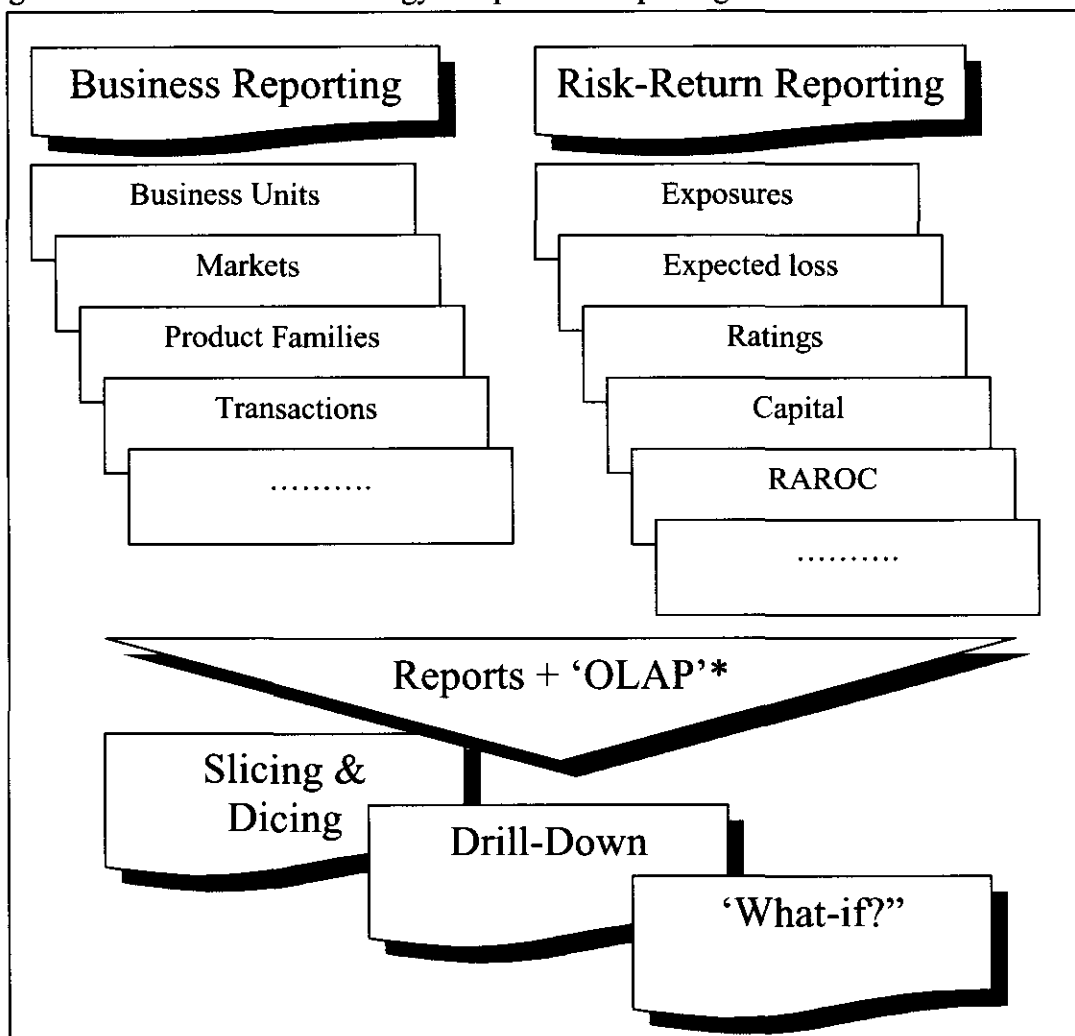 Business Reporting
Risk-Return Reporting
Business Units
Markets
Product Families
Transactions
..........
Exposures
Expected loss
Ratings
Capital
RAROC
..........
Reports + ‘OLAP’*
Slicing &
Dicing
Drill-Down
‘What-if?”